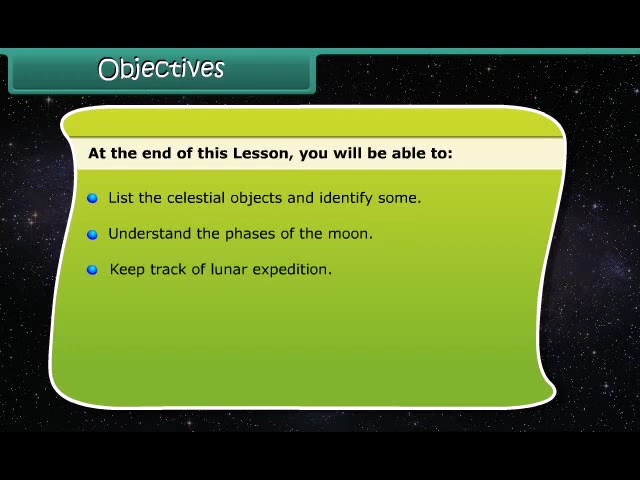 Objectives
At the end of this Lesson, you will be able to:
List the celestial objects and identify some.
Understand the phases of the moon.
Keep track of lunar expedition.